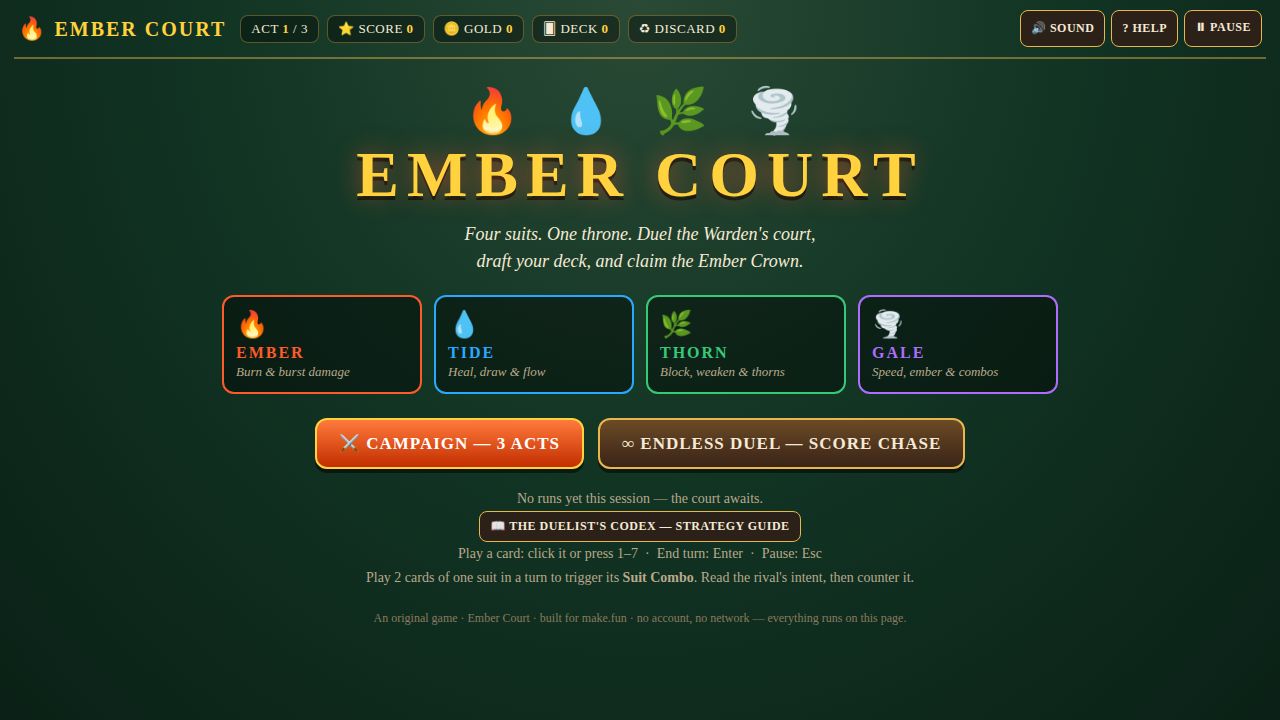 EMBER COURT
ACT 1 / 3
SCORE 0
GOLD 0
DECK 0
DISCARD 0
SOUND
? HELP
PAUSE
EMBER COURT
Four suits. One throne. Duel the Warden's court,
draft your deck, and claim the Ember Crown.
EMBER
Burn & burst damage
TIDE
Heal, draw & flow
THORN
Block, weaken & thorns
GALE
Speed, ember & combos
CAMPAIGN — 3 ACTS
∞ ENDLESS DUEL — SCORE CHASE
No runs yet this session — the court awaits.
THE DUELIST'S CODEX — STRATEGY GUIDE
Play a card: click it or press 1–7 · End turn: Enter · Pause: Esc
Play 2 cards of one suit in a turn to trigger its Suit Combo. Read the rival's intent, then counter it.
An original game · Ember Court · built for make.fun · no account, no network — everything runs on this page.